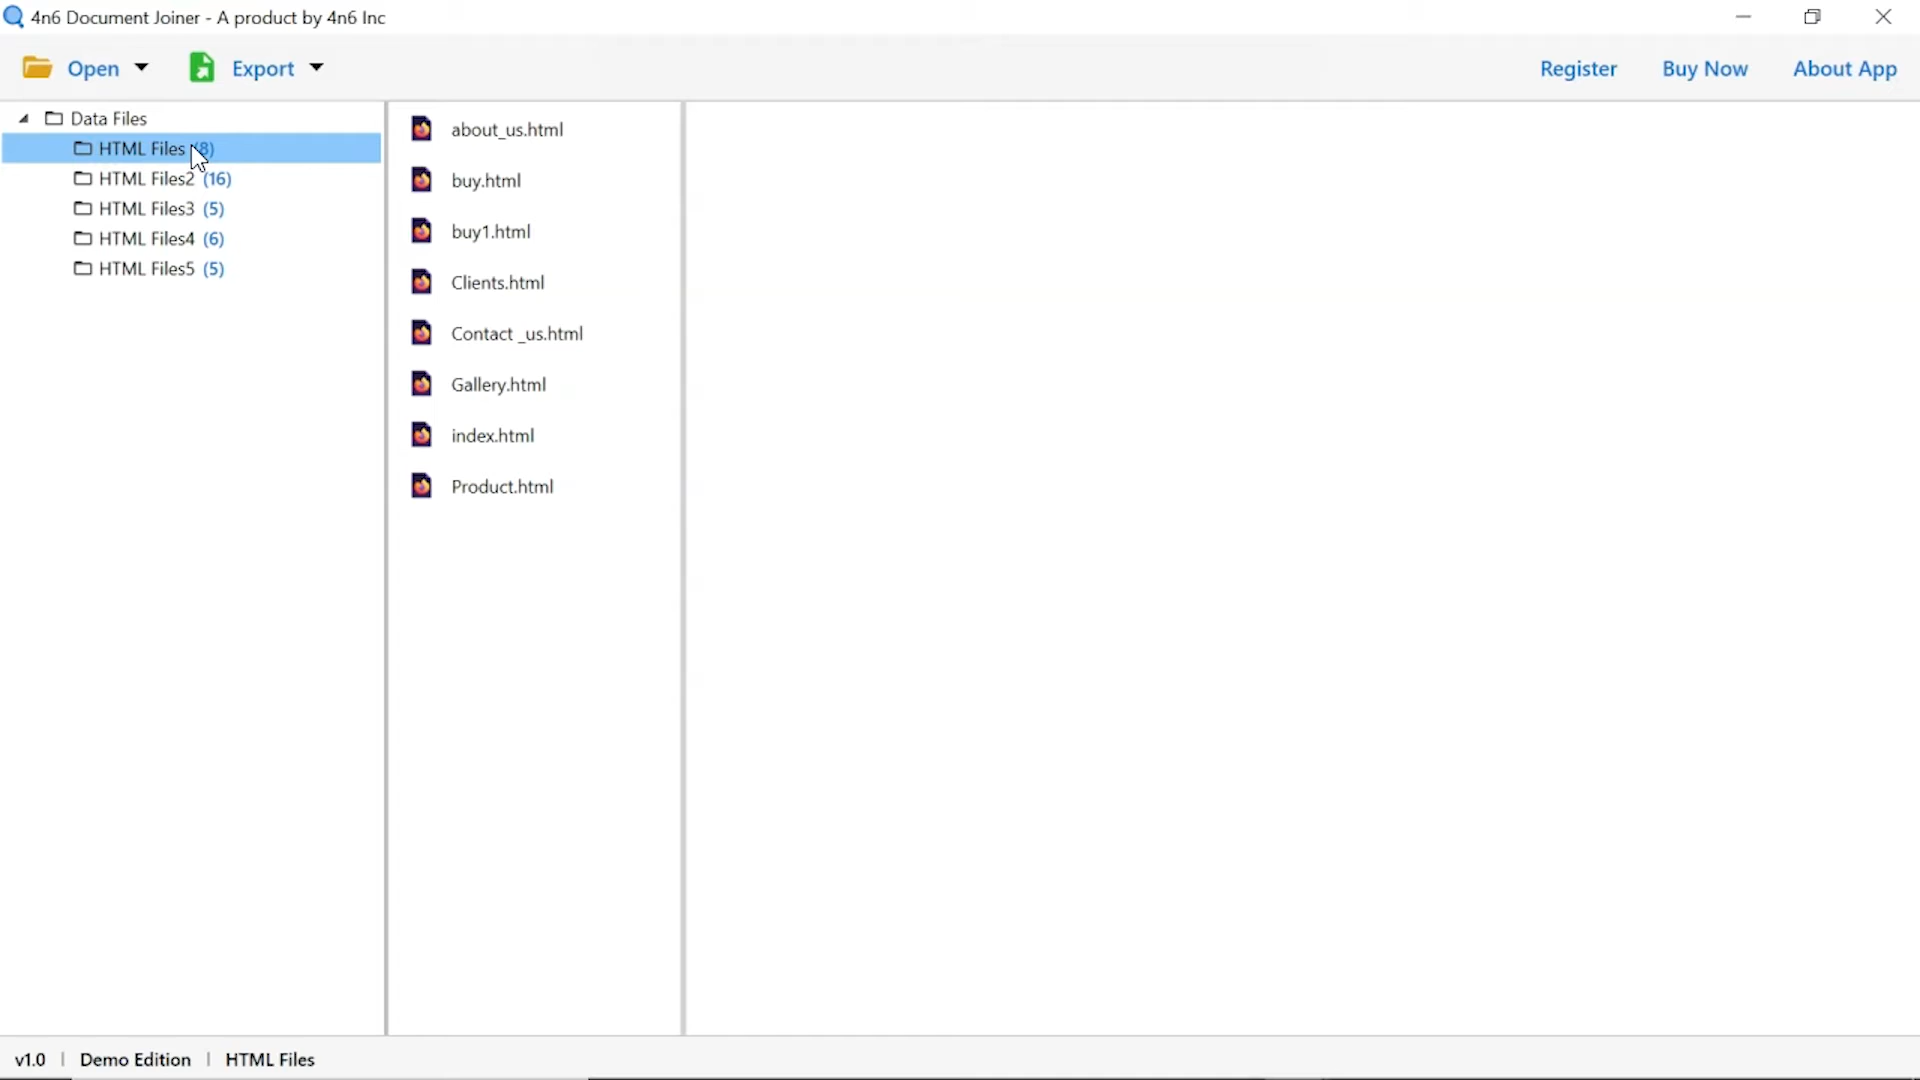 4n6 Document Joiner - A product by 4n6 Inc
Open Export Register Buy Now About App
Data Files
HTML Files (8)
HTML Files2 (16)
HTML Files3 (5)
HTML Files4 (6)
HTML Files5 (5)
about_us.html
buy.html
buy1.html
Clients.html
Contact _us.html
Gallery.html
index.html
Product.html
v1.0 | Demo Edition | HTML Files